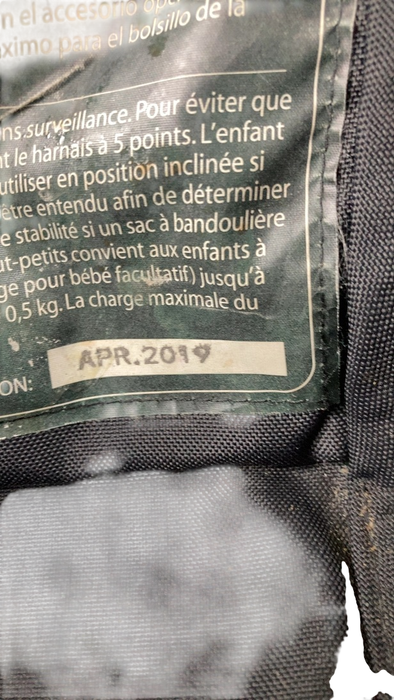 n el accesorio
ximo para el bolsillo de la
ns surveillance. Pour éviter que
t le harnais à 5 points. L'enfant
utiliser en position inclinée si
être entendu afin de déterminer
e stabilité si un sac à bandoulière
ut-petits convient aux enfants à
ge pour bébé facultatif) jusqu'à
0,5 kg. La charge maximale du
ON: APR.2019